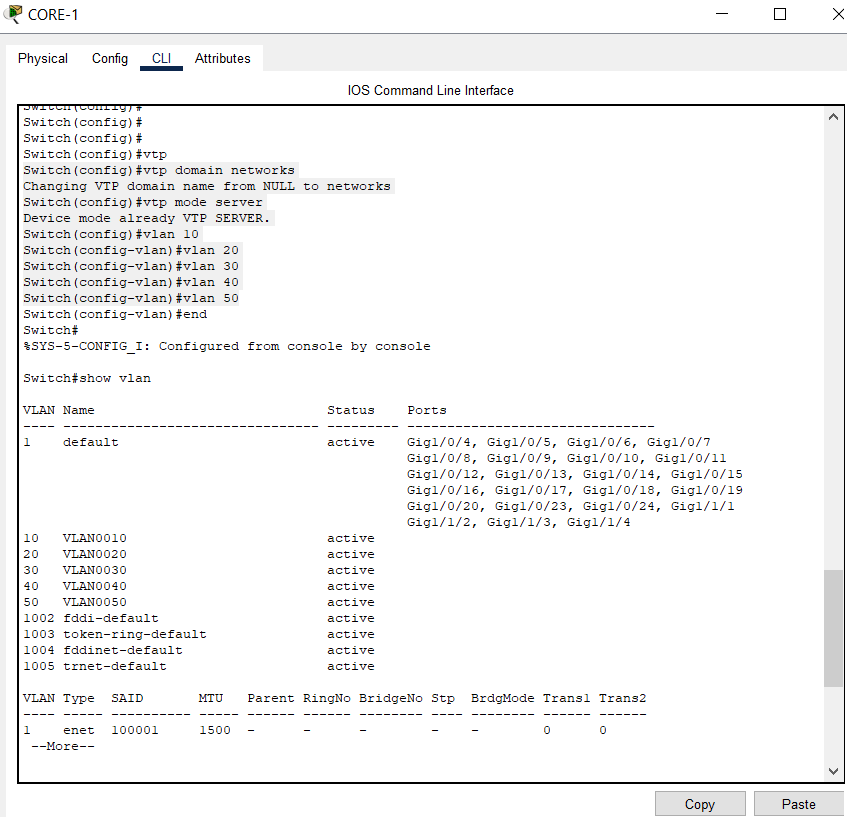 CORE-1
Physical Config CLI Attributes
IOS Command Line Interface
Switch(config)#
Switch(config)#
Switch(config)#
Switch(config)#vtp
Switch(config)#vtp domain networks
Changing VTP domain name from NULL to networks
Switch(config)#vtp mode server
Device mode already VTP SERVER.
Switch(config)#vlan 10
Switch(config-vlan)#vlan 20
Switch(config-vlan)#vlan 30
Switch(config-vlan)#vlan 40
Switch(config-vlan)#vlan 50
Switch(config-vlan)#end
Switch#
%SYS-5-CONFIG_I: Configured from console by console
Switch#show vlan
VLAN Name                             Status    Ports
---- -------------------------------- --------- -------------------------------
1    default                          active    Gig1/0/4, Gig1/0/5, Gig1/0/6, Gig1/0/7
                                                Gig1/0/8, Gig1/0/9, Gig1/0/10, Gig1/0/11
                                                Gig1/0/12, Gig1/0/13, Gig1/0/14, Gig1/0/15
                                                Gig1/0/16, Gig1/0/17, Gig1/0/18, Gig1/0/19
                                                Gig1/0/20, Gig1/0/23, Gig1/0/24, Gig1/1/1
                                                Gig1/1/2, Gig1/1/3, Gig1/1/4
10   VLAN0010                         active
20   VLAN0020                         active
30   VLAN0030                         active
40   VLAN0040                         active
50   VLAN0050                         active
1002 fddi-default                     active
1003 token-ring-default               active
1004 fddinet-default                  active
1005 trnet-default                    active
VLAN Type  SAID       MTU   Parent RingNo BridgeNo Stp  BrdgMode Trans1 Trans2
---- ----- ---------- ----- ------ ------ -------- ---- -------- ------ ------
1    enet  100001     1500  -      -      -        -    -        0      0
 --More--
Copy Paste